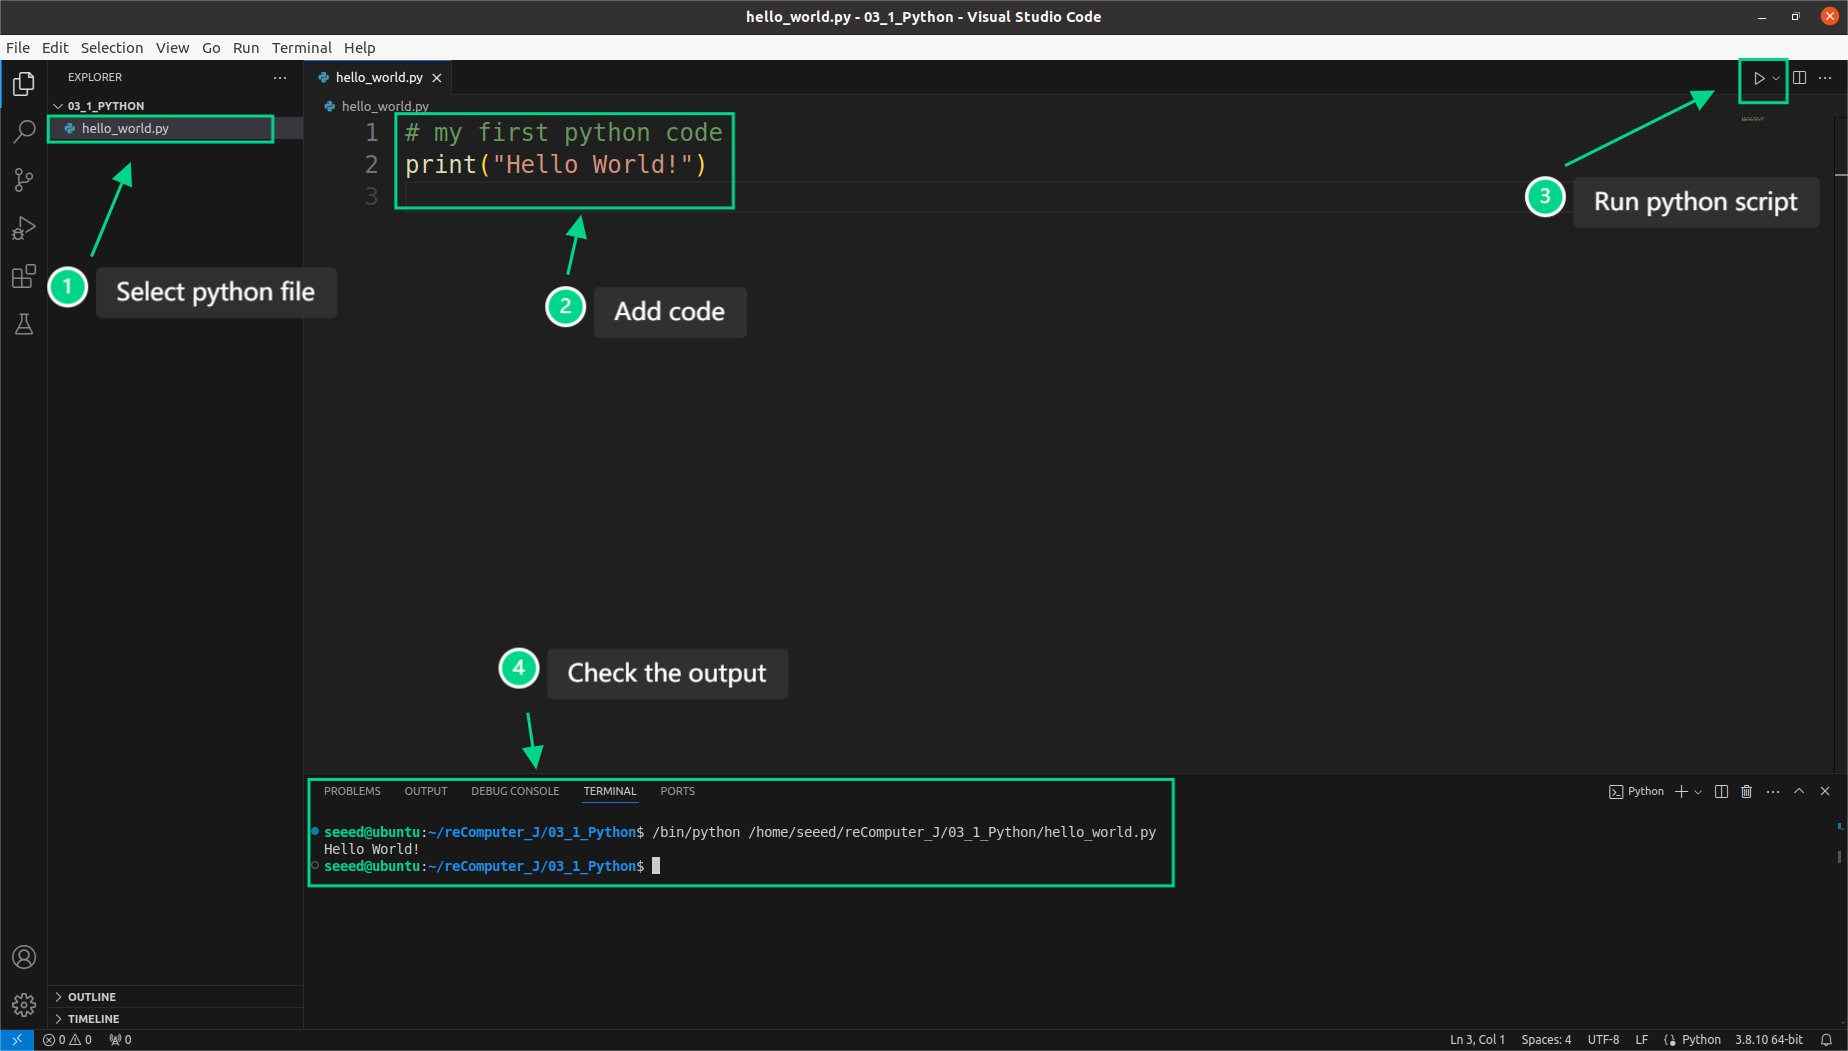 hello_world.py - 03_1_Python - Visual Studio Code
File Edit Selection View Go Run Terminal Help
EXPLORER
03_1_PYTHON
hello_world.py
hello_world.py
hello_world.py
1 # my first python code
2 print("Hello World!")
3
1 Select python file
2 Add code
3 Run python script
4 Check the output
PROBLEMS OUTPUT DEBUG CONSOLE TERMINAL PORTS
Python
seeed@ubuntu:~/reComputer_J/03_1_Python$ /bin/python /home/seeed/reComputer_J/03_1_Python/hello_world.py
Hello World!
seeed@ubuntu:~/reComputer_J/03_1_Python$
OUTLINE
TIMELINE
0 0 0
Ln 3, Col 1 Spaces: 4 UTF-8 LF Python 3.8.10 64-bit